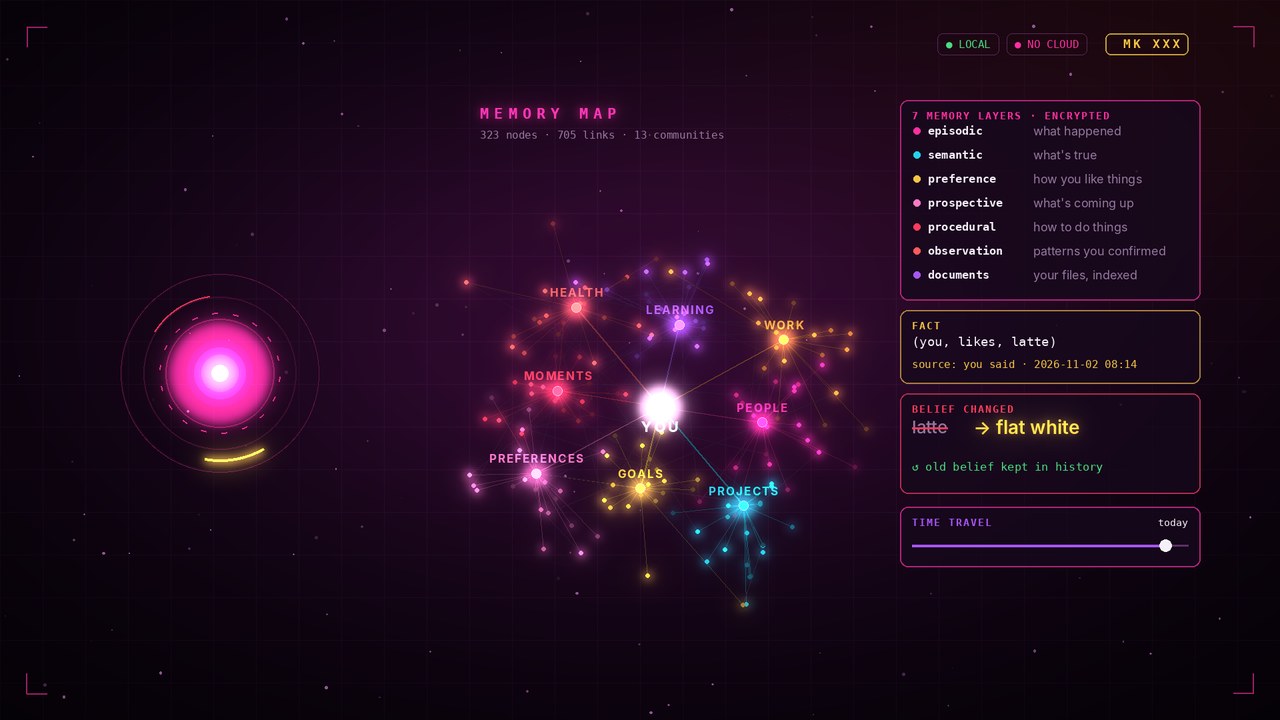 LOCAL
NO CLOUD
MK XXX
MEMORY MAP
323 nodes · 705 links · 13 communities
HEALTH
LEARNING
WORK
MOMENTS
PEOPLE
YOU
PREFERENCES
GOALS
PROJECTS
7 MEMORY LAYERS · ENCRYPTED
episodic what happened
semantic what's true
preference how you like things
prospective what's coming up
procedural how to do things
observation patterns you confirmed
documents your files, indexed
FACT
(you, likes, latte)
source: you said · 2026-11-02 08:14
BELIEF CHANGED
latte → flat white
↺ old belief kept in history
TIME TRAVEL today